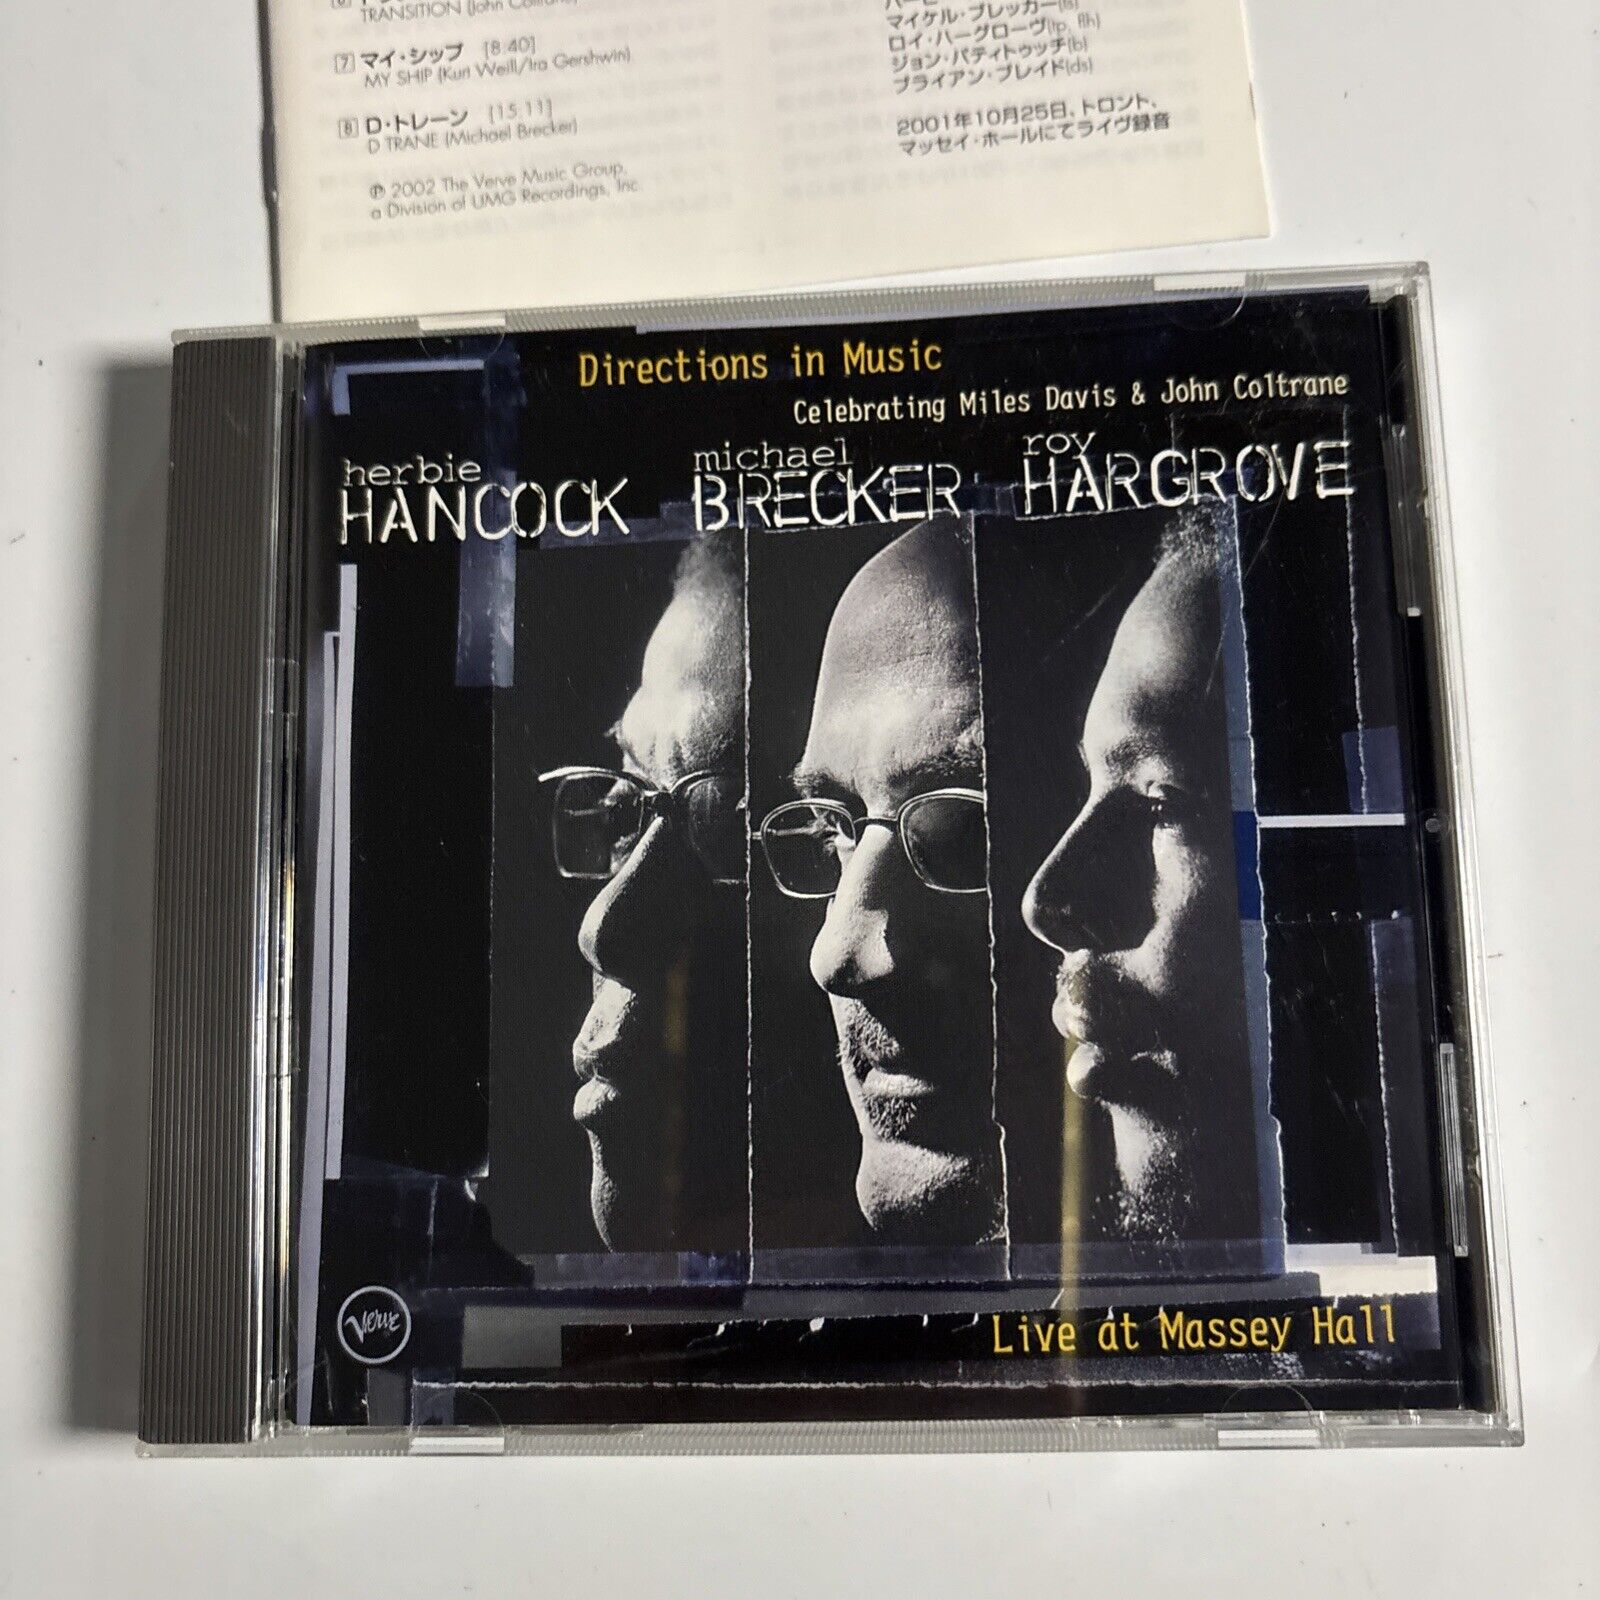 TRANSITION (John Coltrane)
7 マイ・シップ [8:40]
MY SHIP (Kurt Weill/Ira Gershwin)
8 D・トレーン [15:11]
D TRANE (Michael Brecker)
℗ 2002 The Verve Music Group,
a Division of UMG Recordings, Inc.
マイケル・ブレッカー(ts)
ロイ・ハーグローヴ(tp, flh)
ジョン・パティトゥッチ(b)
ブライアン・ブレイド(ds)
2001年10月25日、トロント、
マッセイ・ホールにてライヴ録音
Directions in Music
Celebrating Miles Davis & John Coltrane
herbie
HANCOCK
michael
BRECKER
roy
HARGROVE
Verve
Live at Massey Hall